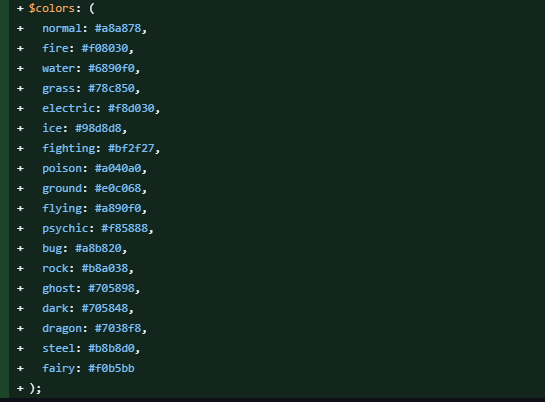 + $colors: (
+   normal: #a8a878,
+   fire: #f08030,
+   water: #6890f0,
+   grass: #78c850,
+   electric: #f8d030,
+   ice: #98d8d8,
+   fighting: #bf2f27,
+   poison: #a040a0,
+   ground: #e0c068,
+   flying: #a890f0,
+   psychic: #f85888,
+   bug: #a8b820,
+   rock: #b8a038,
+   ghost: #705898,
+   dark: #705848,
+   dragon: #7038f8,
+   steel: #b8b8d0,
+   fairy: #f0b5bb
+ );